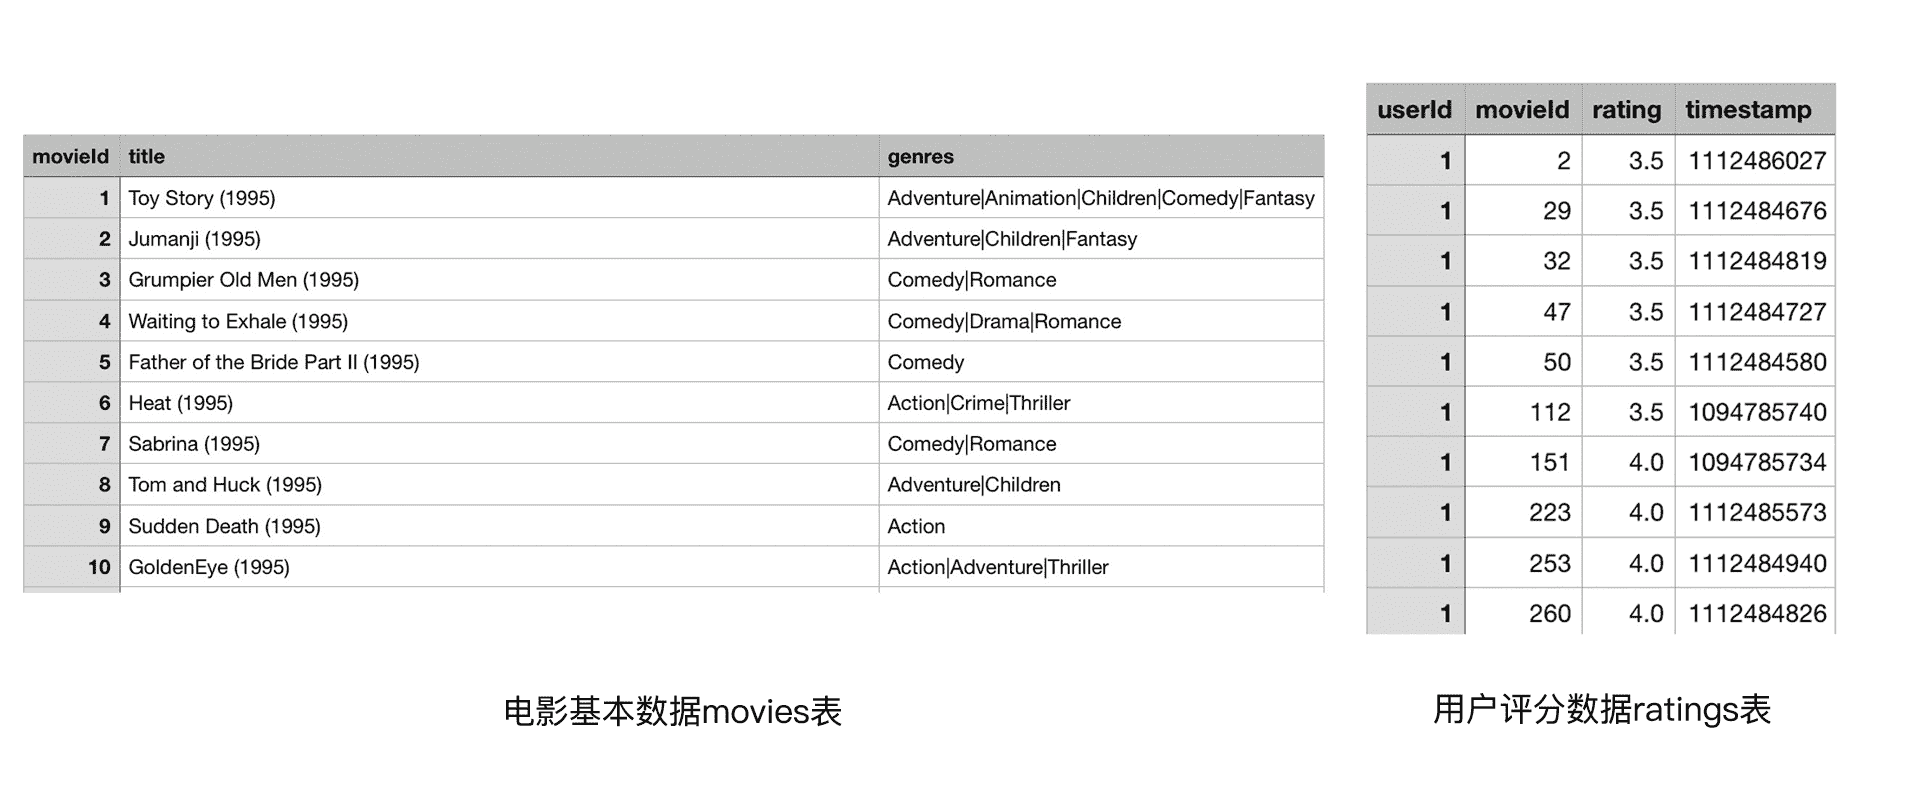 movieId title genres
1 Toy Story (1995) Adventure|Animation|Children|Comedy|Fantasy
2 Jumanji (1995) Adventure|Children|Fantasy
3 Grumpier Old Men (1995) Comedy|Romance
4 Waiting to Exhale (1995) Comedy|Drama|Romance
5 Father of the Bride Part II (1995) Comedy
6 Heat (1995) Action|Crime|Thriller
7 Sabrina (1995) Comedy|Romance
8 Tom and Huck (1995) Adventure|Children
9 Sudden Death (1995) Action
10 GoldenEye (1995) Action|Adventure|Thriller
电影基本数据movies表
userId movieId rating timestamp
1 2 3.5 1112486027
1 29 3.5 1112484676
1 32 3.5 1112484819
1 47 3.5 1112484727
1 50 3.5 1112484580
1 112 3.5 1094785740
1 151 4.0 1094785734
1 223 4.0 1112485573
1 253 4.0 1112484940
1 260 4.0 1112484826
用户评分数据ratings表